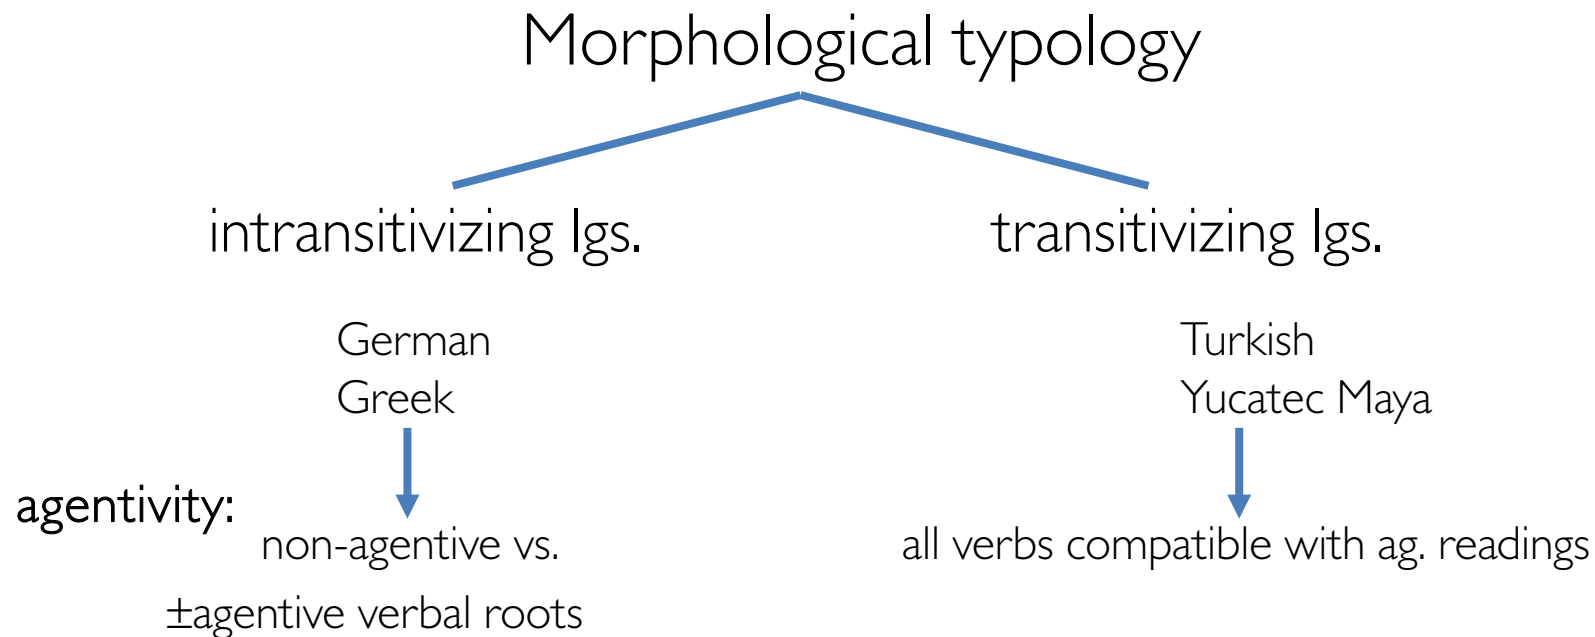 Morphological typology
intransitivizing lgs.
transitivizing lgs.
German
Greek
Turkish
Yucatec Maya
agentivity:
non-agentive vs.
±agentive verbal roots
all verbs compatible with ag. readings